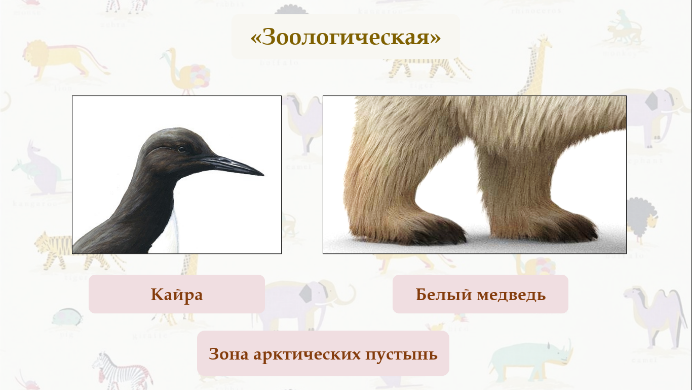 «Зоологическая»
Кайра
Белый медведь
Зона арктических пустынь